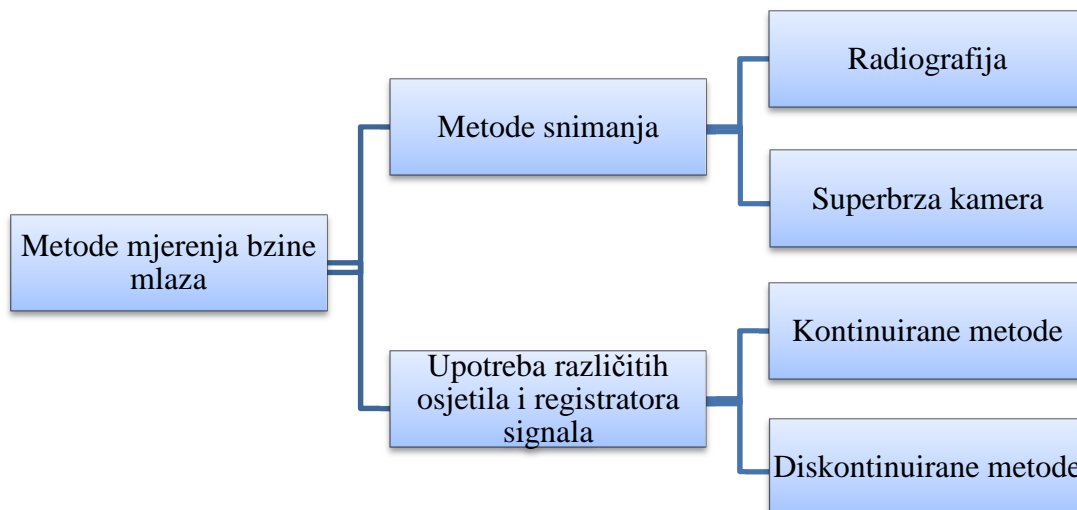 Metode mjerenja bzine
mlaza
Metode snimanja
Radiografija
Superbrza kamera
Upotreba različitih
osjetila i registratora
signala
Kontinuirane metode
Diskontinuirane metode